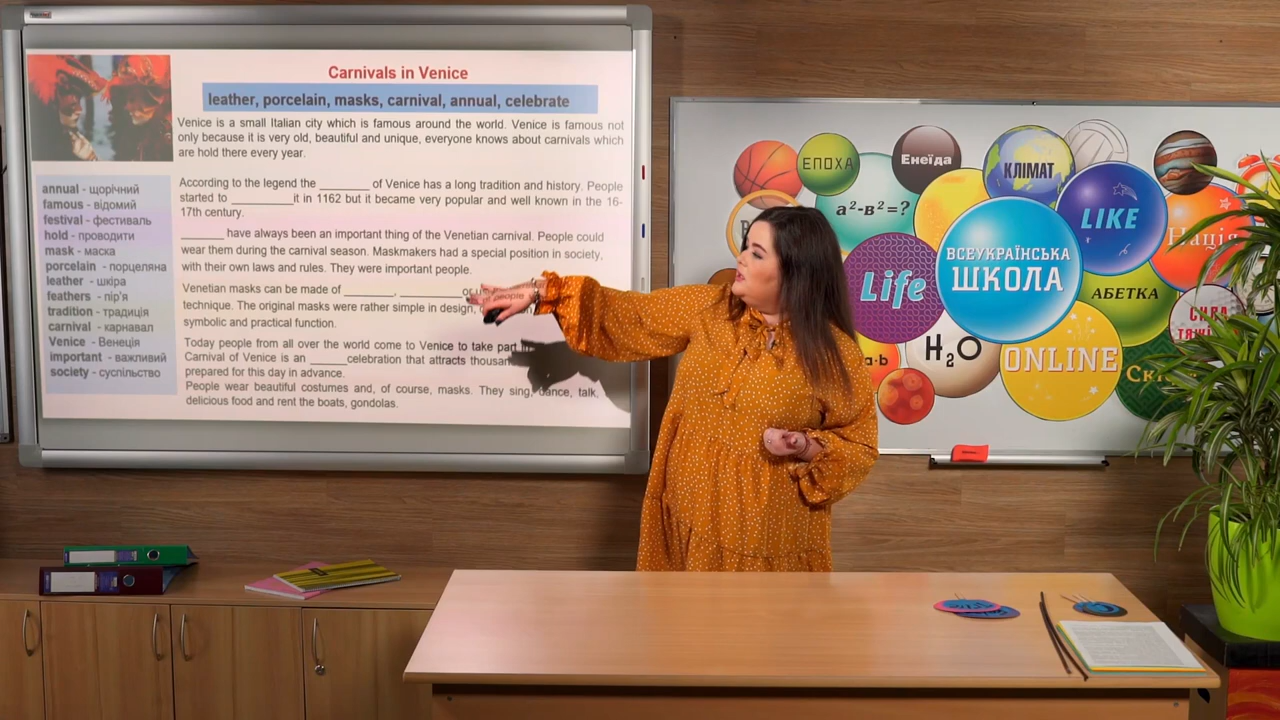 Carnivals in Venice
leather, porcelain, masks, carnival, annual, celebrate
Venice is a small Italian city which is famous around the world. Venice is famous not
only because it is very old, beautiful and unique, everyone knows about carnivals which
are hold there every year.
annual - щорічний
famous - відомий
festival - фестиваль
hold - проводити
mask - маска
porcelain - порцеляна
leather - шкіра
feathers - пір'я
tradition - традиція
carnival - карнавал
Venice - Венеція
important - важливий
society - суспільство
According to the legend the ________ of Venice has a long tradition and history. People
started to __________ it in 1162 but it became very popular and well known in the 16-
17th century.
_______ have always been an important thing of the Venetian carnival. People could
wear them during the carnival season. Maskmakers had a special position in society,
with their own laws and rules. They were important people.
Venetian masks can be made of ________, __________ or
technique. The original masks were rather simple in design,
symbolic and practical function.
Today people from all over the world come to Venice to take part
Carnival of Venice is an ______celebration that attracts
prepared for this day in advance.
People wear beautiful costumes and, of course, masks. They sing, dance, talk,
delicious food and rent the boats, gondolas.
ЕПОХА
Енеїда
КЛІМАТ
a²-в²=?
LIKE
Нація
ВСЕУКРАЇНСЬКА
ШКОЛА
Life
АБЕТКА
СИЛА
H₂O
ONLINE
a·b